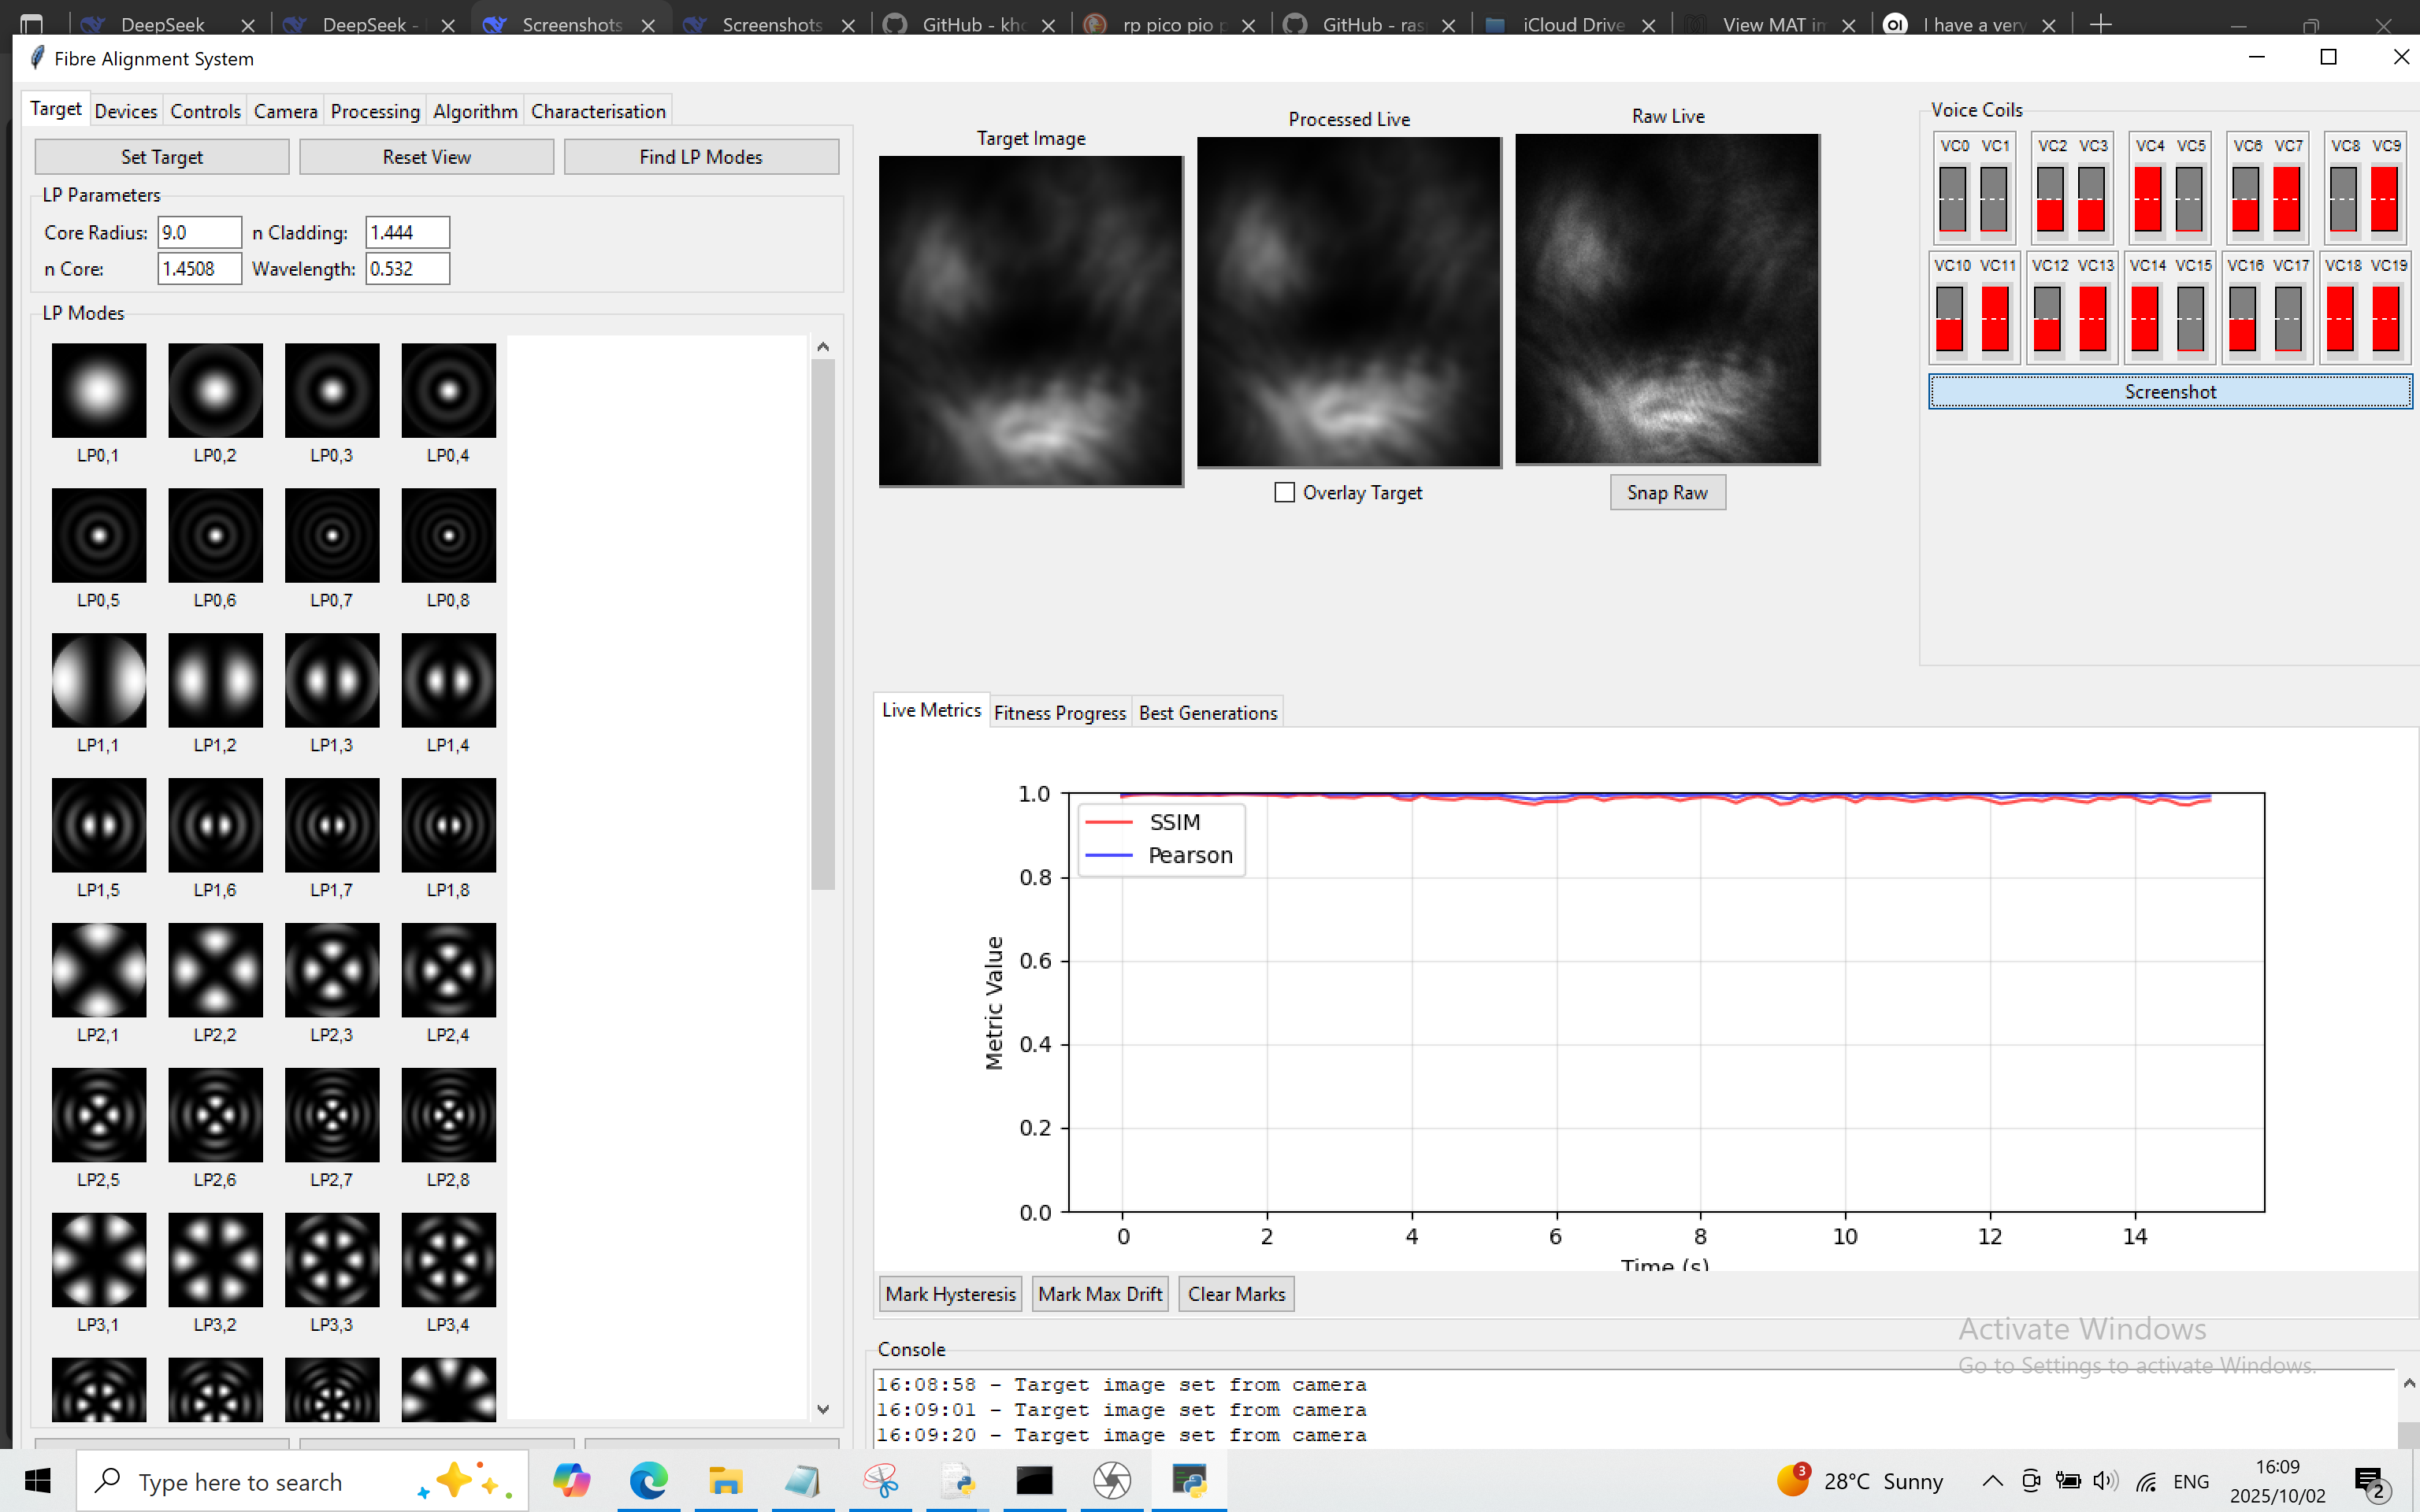 DeepSeek
DeepSeek -
Screenshots
Screenshots
GitHub - kho
rp pico pio p
GitHub - ras
iCloud Drive
View MAT im
OI
I have a very
Fibre Alignment System
Target Devices Controls Camera Processing Algorithm Characterisation
Set Target Reset View Find LP Modes
LP Parameters
Core Radius: 9.0 n Cladding: 1.444
n Core: 1.4508 Wavelength: 0.532
LP Modes
LP0,1 LP0,2 LP0,3 LP0,4
LP0,5 LP0,6 LP0,7 LP0,8
LP1,1 LP1,2 LP1,3 LP1,4
LP1,5 LP1,6 LP1,7 LP1,8
LP2,1 LP2,2 LP2,3 LP2,4
LP2,5 LP2,6 LP2,7 LP2,8
LP3,1 LP3,2 LP3,3 LP3,4
Target Image
Processed Live
Raw Live
Overlay Target
Snap Raw
Voice Coils
VC0 VC1 VC2 VC3 VC4 VC5 VC6 VC7 VC8 VC9
VC10 VC11 VC12 VC13 VC14 VC15 VC16 VC17 VC18 VC19
Screenshot
Live Metrics Fitness Progress Best Generations
SSIM
Pearson
Metric Value
1.0
0.8
0.6
0.4
0.2
0.0
0 2 4 6 8 10 12 14
Time (s)
Mark Hysteresis Mark Max Drift Clear Marks
Activate Windows
Go to Settings to activate Windows.
Console
16:08:58 - Target image set from camera
16:09:01 - Target image set from camera
16:09:20 - Target image set from camera
Type here to search
3
28°C Sunny
ENG
16:09
2025/10/02
2